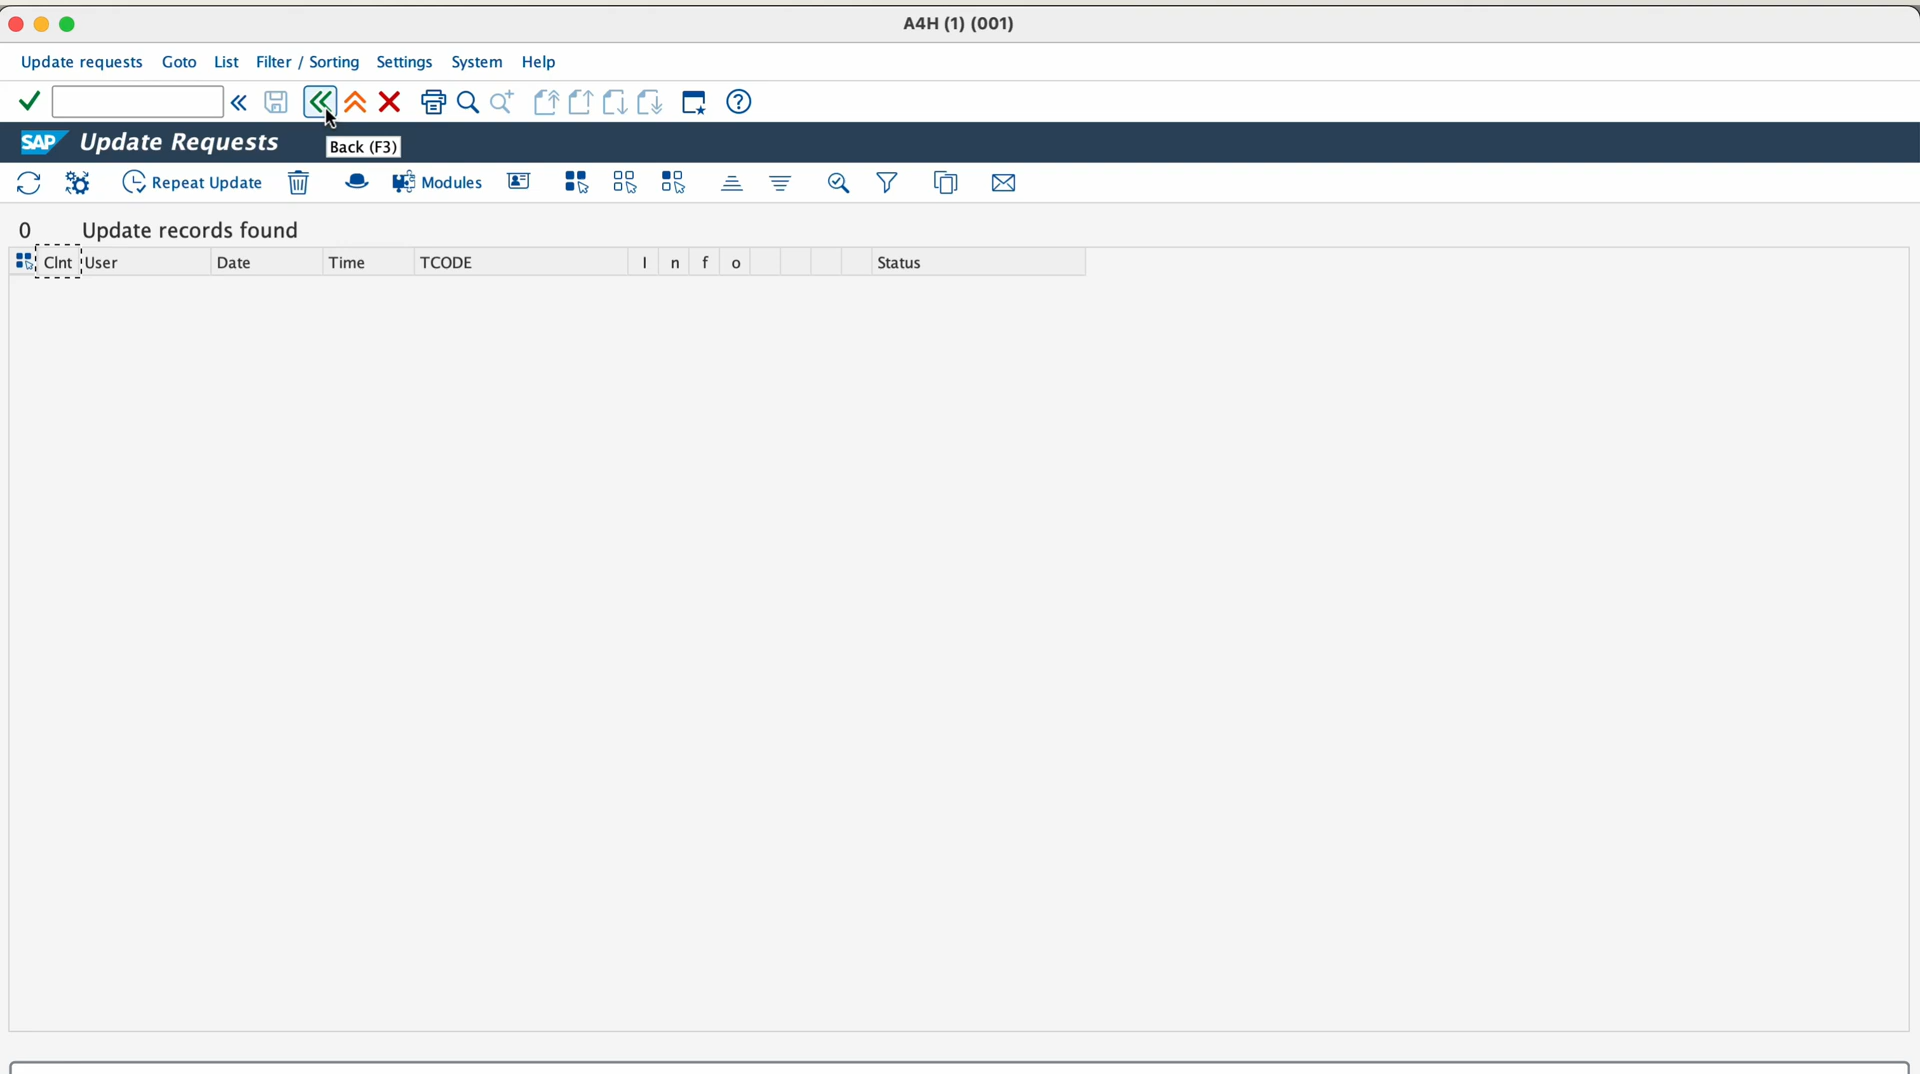 A4H (1) (001)
Update requests Goto List Filter / Sorting Settings System Help
SAP Update Requests
Back (F3)
Repeat Update Modules
0 Update records found
Clnt User Date Time TCODE I n f o Status